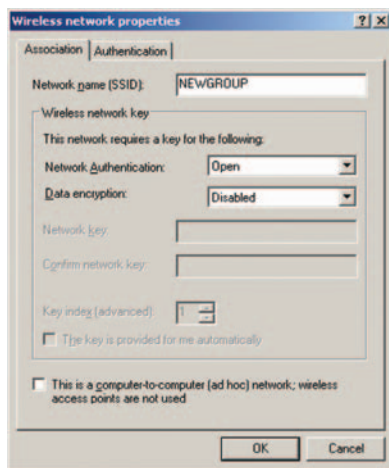 Wireless network properties
? X
Association Authentication
Network name (SSID): NEWGROUP
Wireless network key
This network requires a key for the following:
Network Authentication: Open
Data encryption: Disabled
Network key:
Confirm network key:
Key index (advanced): 1
The key is provided for me automatically
This is a computer-to-computer (ad hoc) network; wireless
access points are not used
OK Cancel